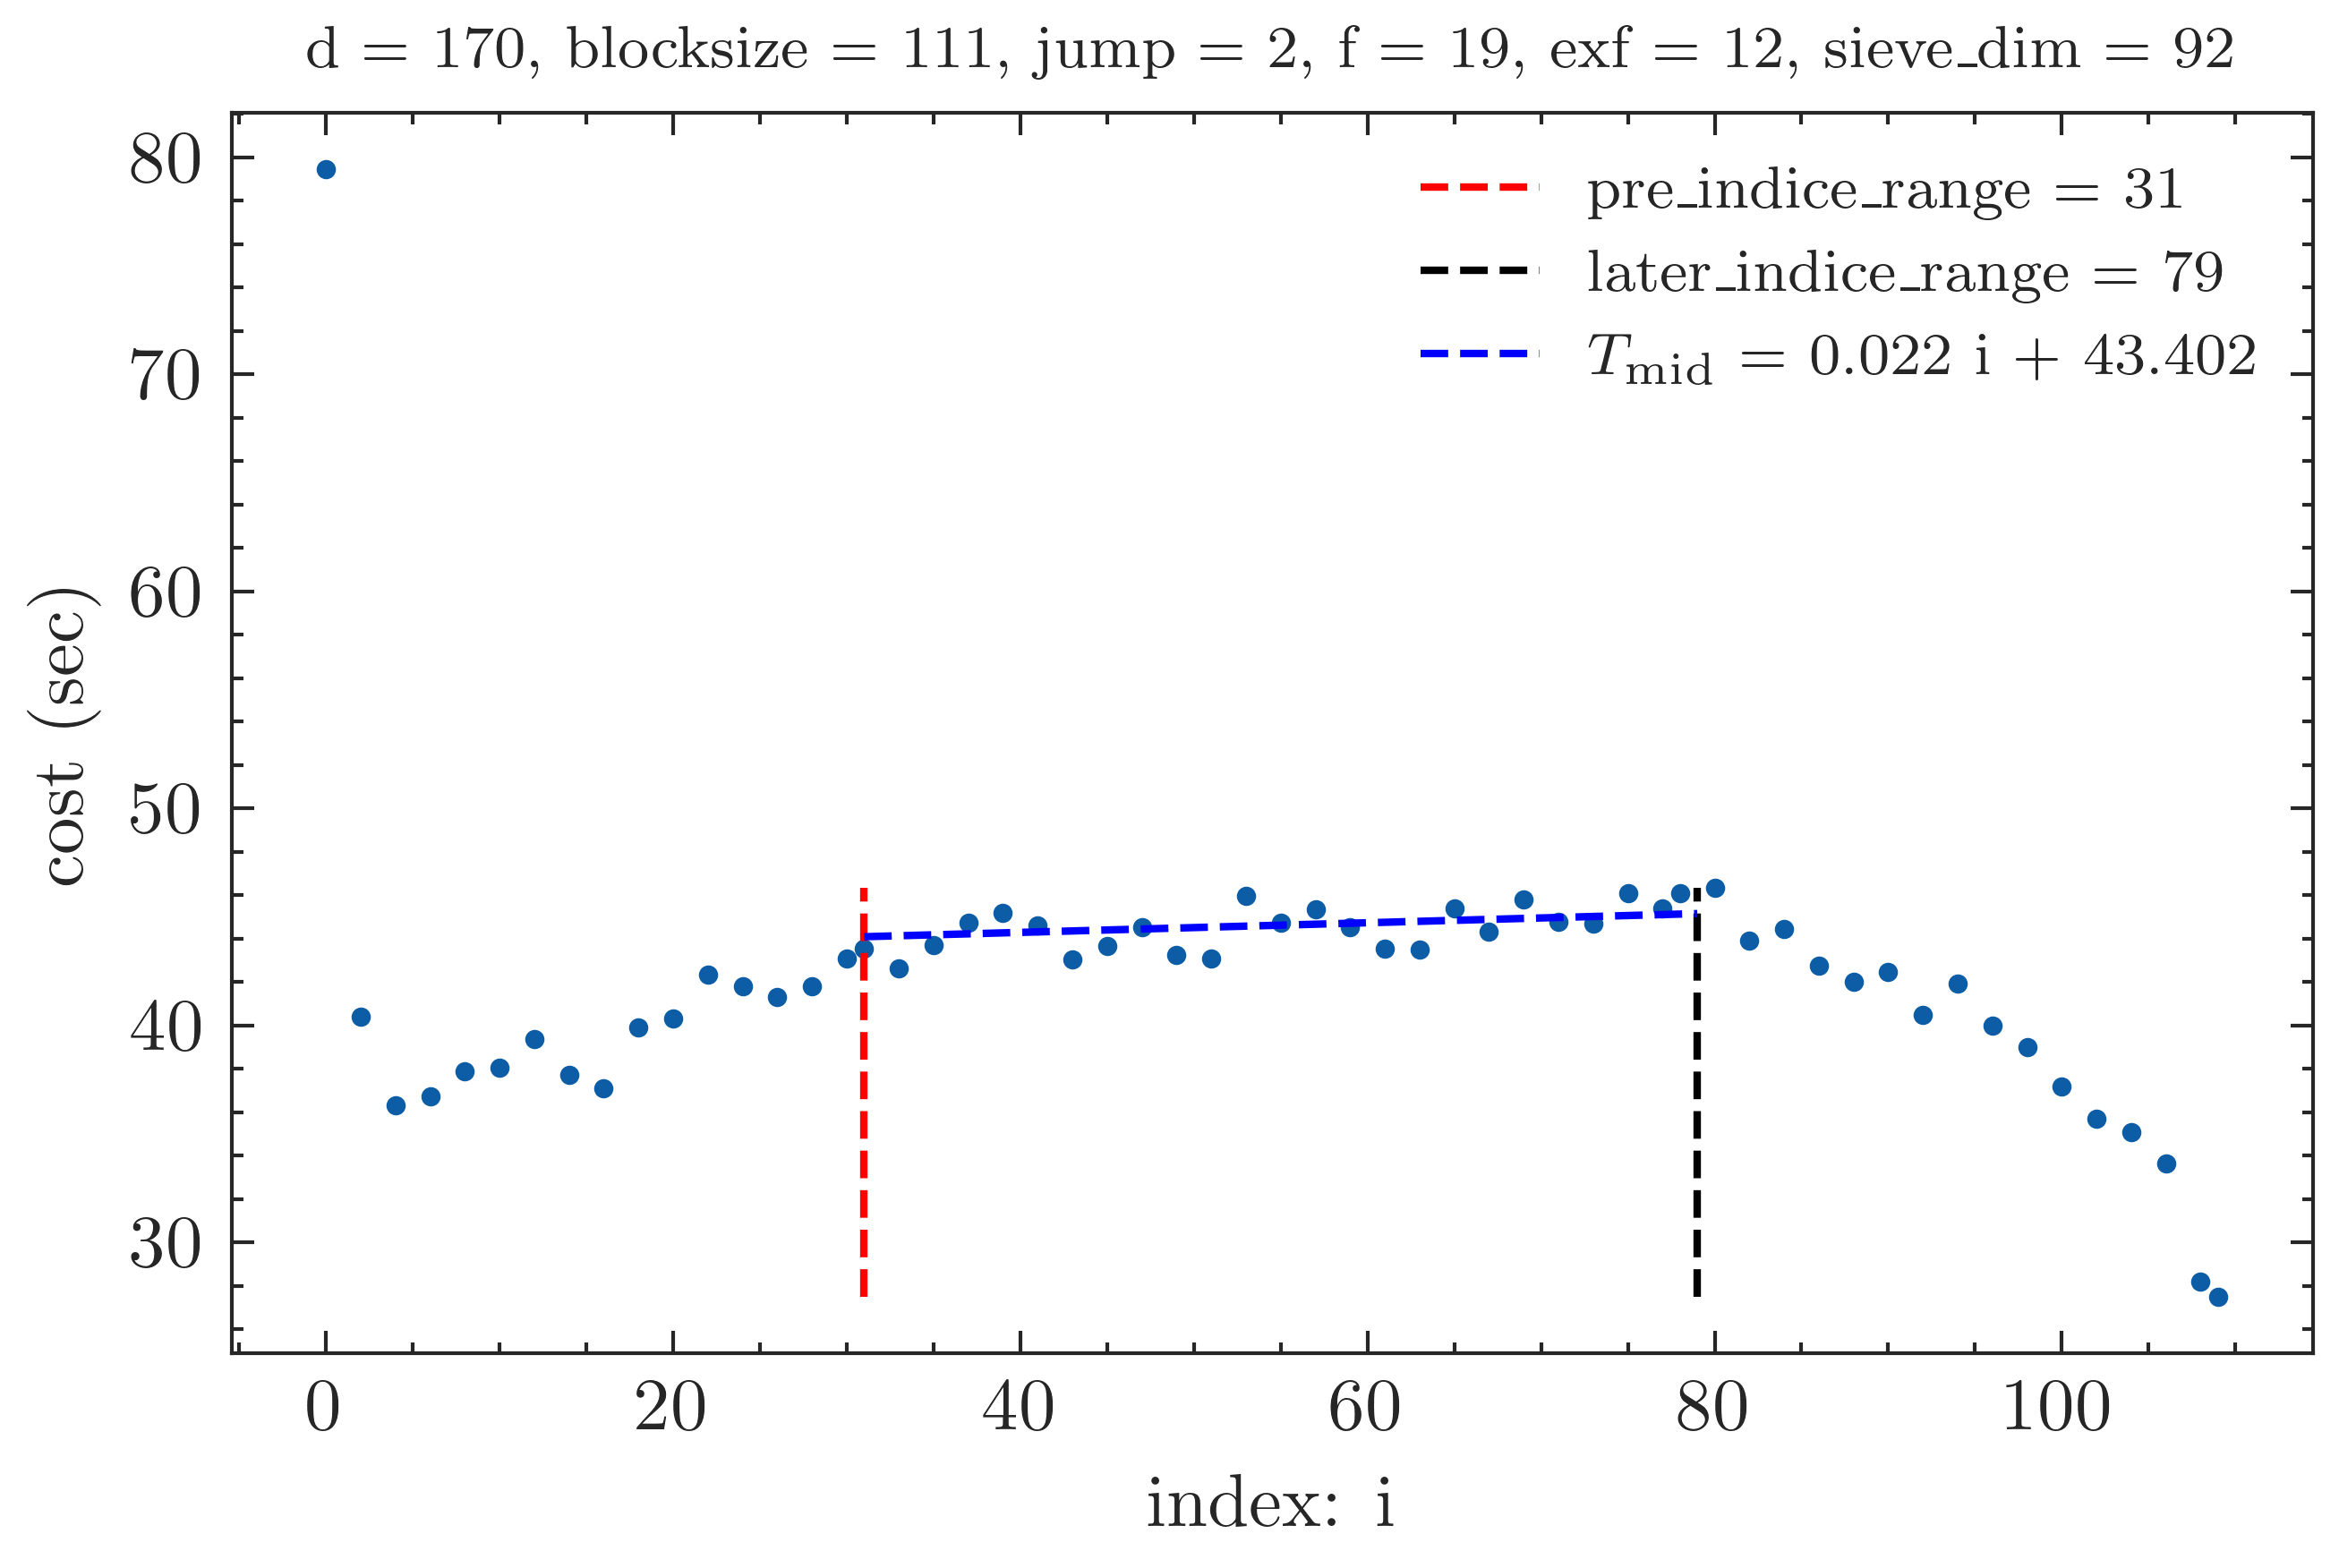 d = 170, blocksize = 111, jump = 2, f = 19, exf = 12, sieve_dim = 92
pre_indice_range = 31
later_indice_range = 79
T_mid = 0.022 i + 43.402
80
70
60
50
40
30
cost (sec)
0 20 40 60 80 100
index: i